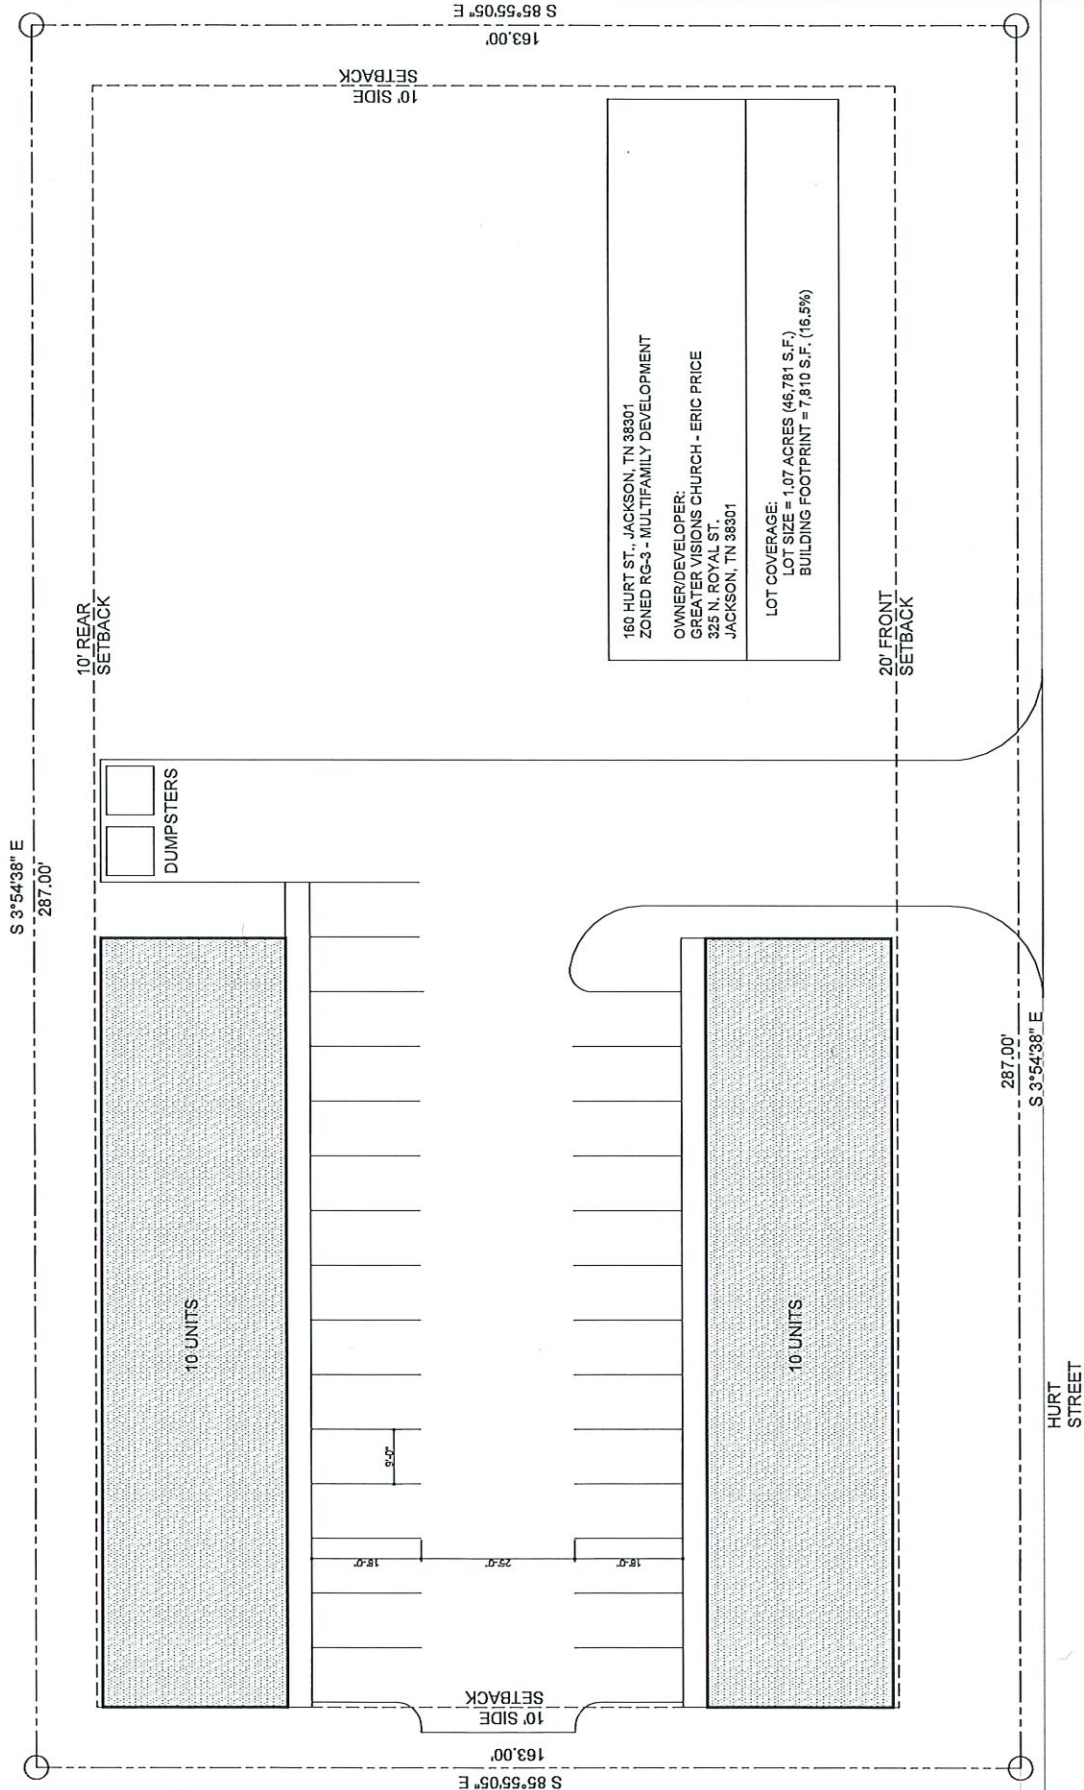 S 3°54'38" E
287.00'
S 85°55'05" E
163.00'
S 85°55'05" E
163.00'
10' REAR
SETBACK
10' SIDE
SETBACK
10' SIDE
SETBACK
DUMPSTERS
10 UNITS
9'-0"
18'-0"
25'-0"
18'-0"
10 UNITS
160 HURT ST., JACKSON, TN 38301
ZONED RG-3 - MULTIFAMILY DEVELOPMENT
OWNER/DEVELOPER:
GREATER VISIONS CHURCH - ERIC PRICE
325 N. ROYAL ST.
JACKSON, TN 38301
LOT COVERAGE:
LOT SIZE = 1.07 ACRES (46,781 S.F.)
BUILDING FOOTPRINT = 7,810 S.F. (16.5%)
20' FRONT
SETBACK
287.00'
S 3°54'38" E
HURT
STREET